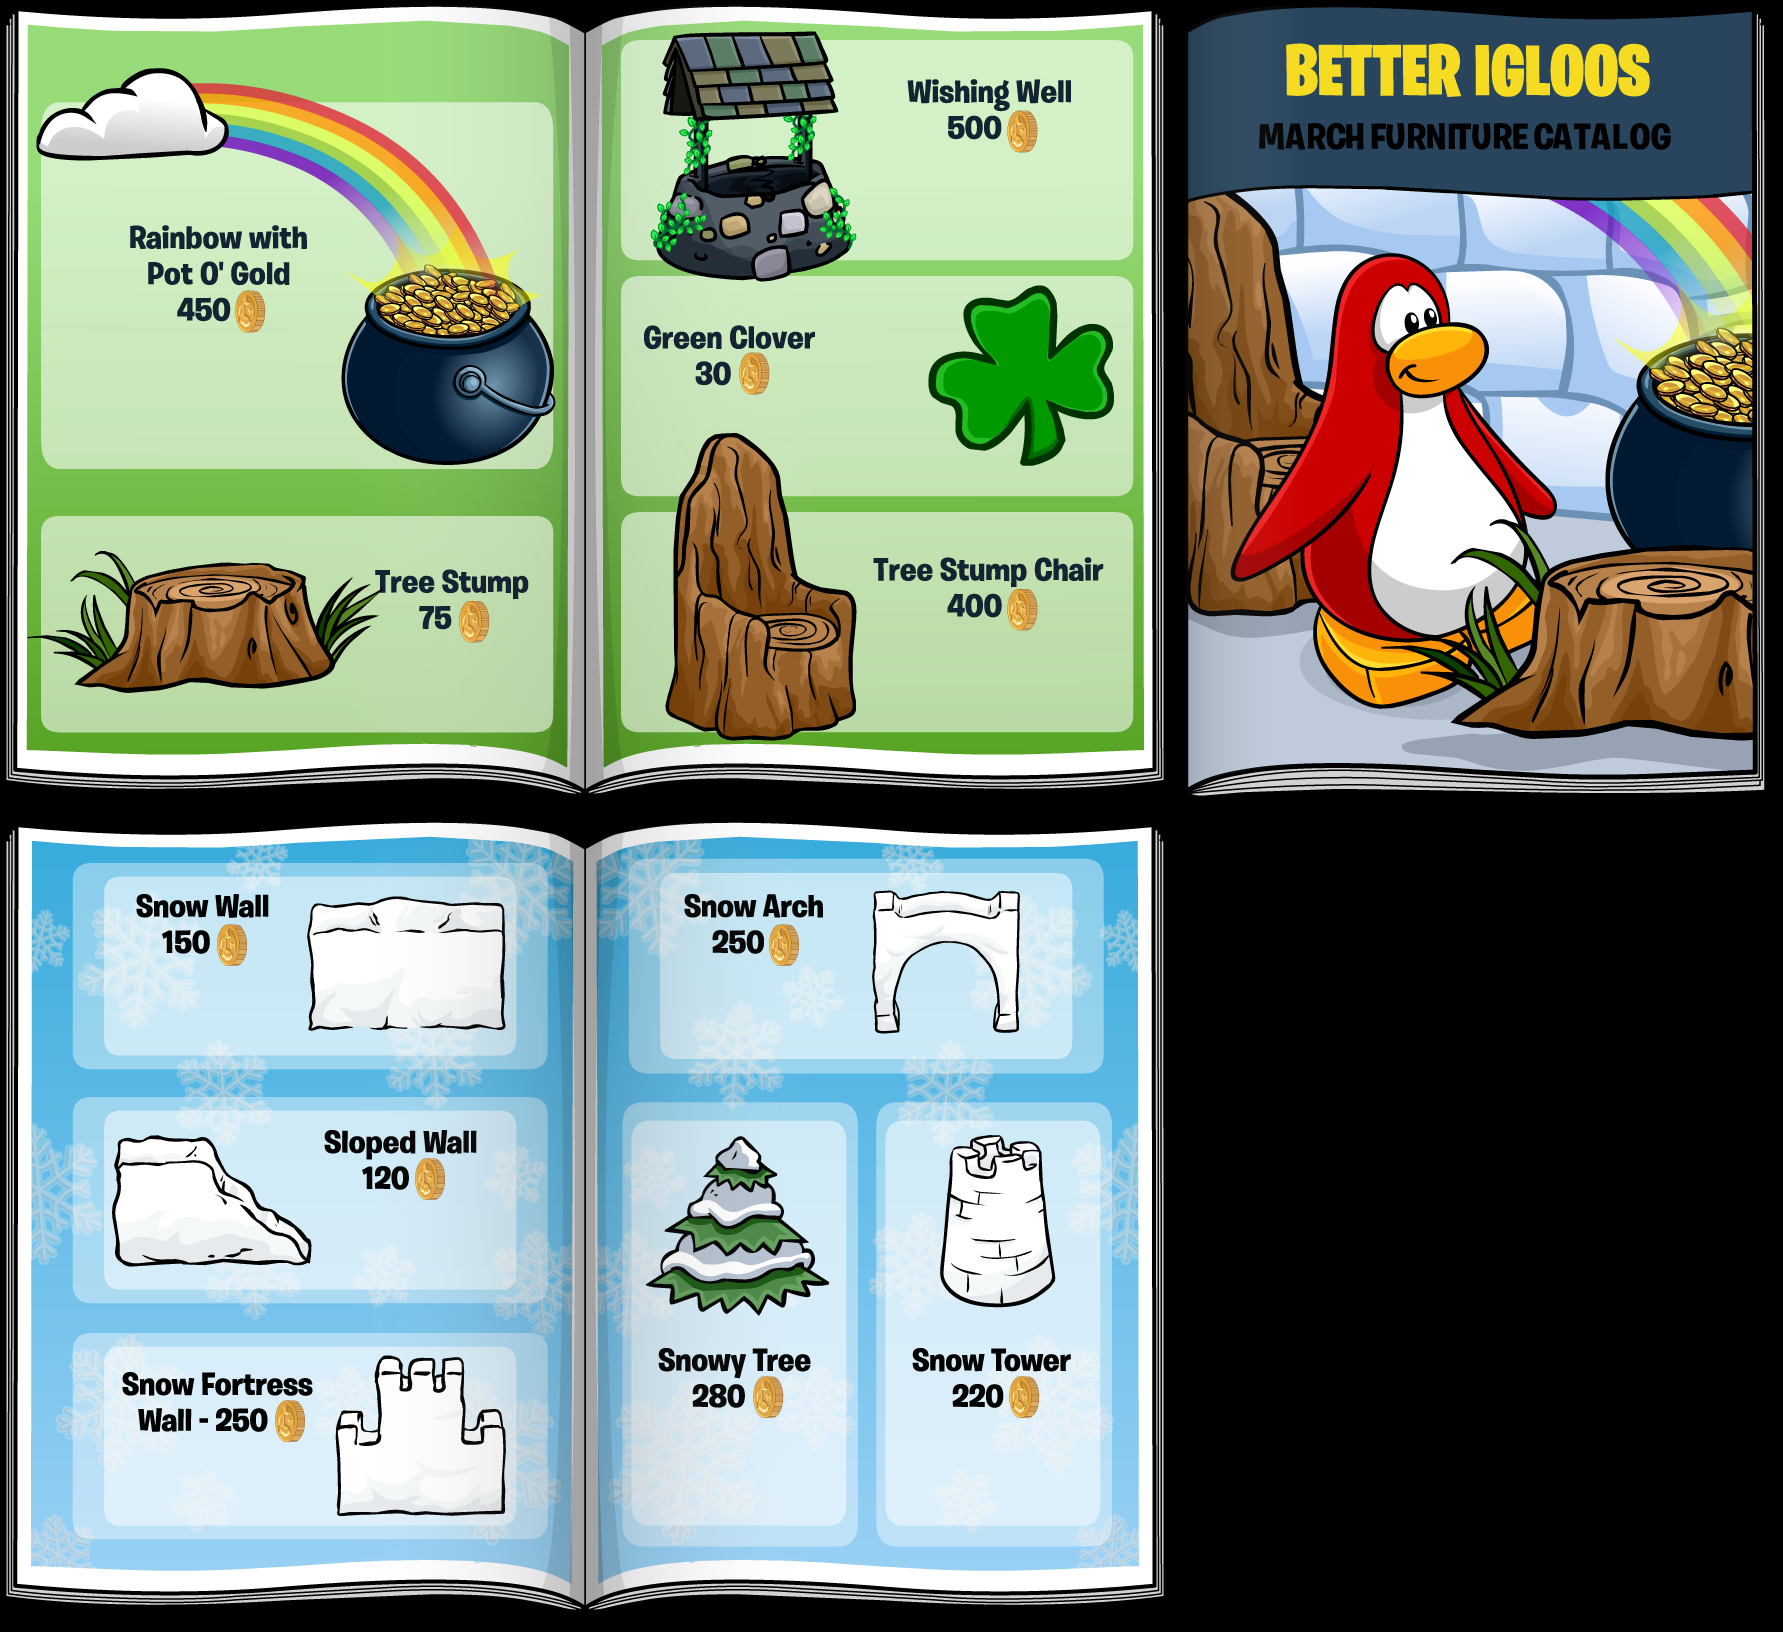 Rainbow with
Pot O' Gold
450
Tree Stump
75
Wishing Well
500
Green Clover
30
Tree Stump Chair
400
BETTER IGLOOS
MARCH FURNITURE CATALOG
Snow Wall
150
Sloped Wall
120
Snow Fortress
Wall - 250
Snow Arch
250
Snowy Tree
280
Snow Tower
220